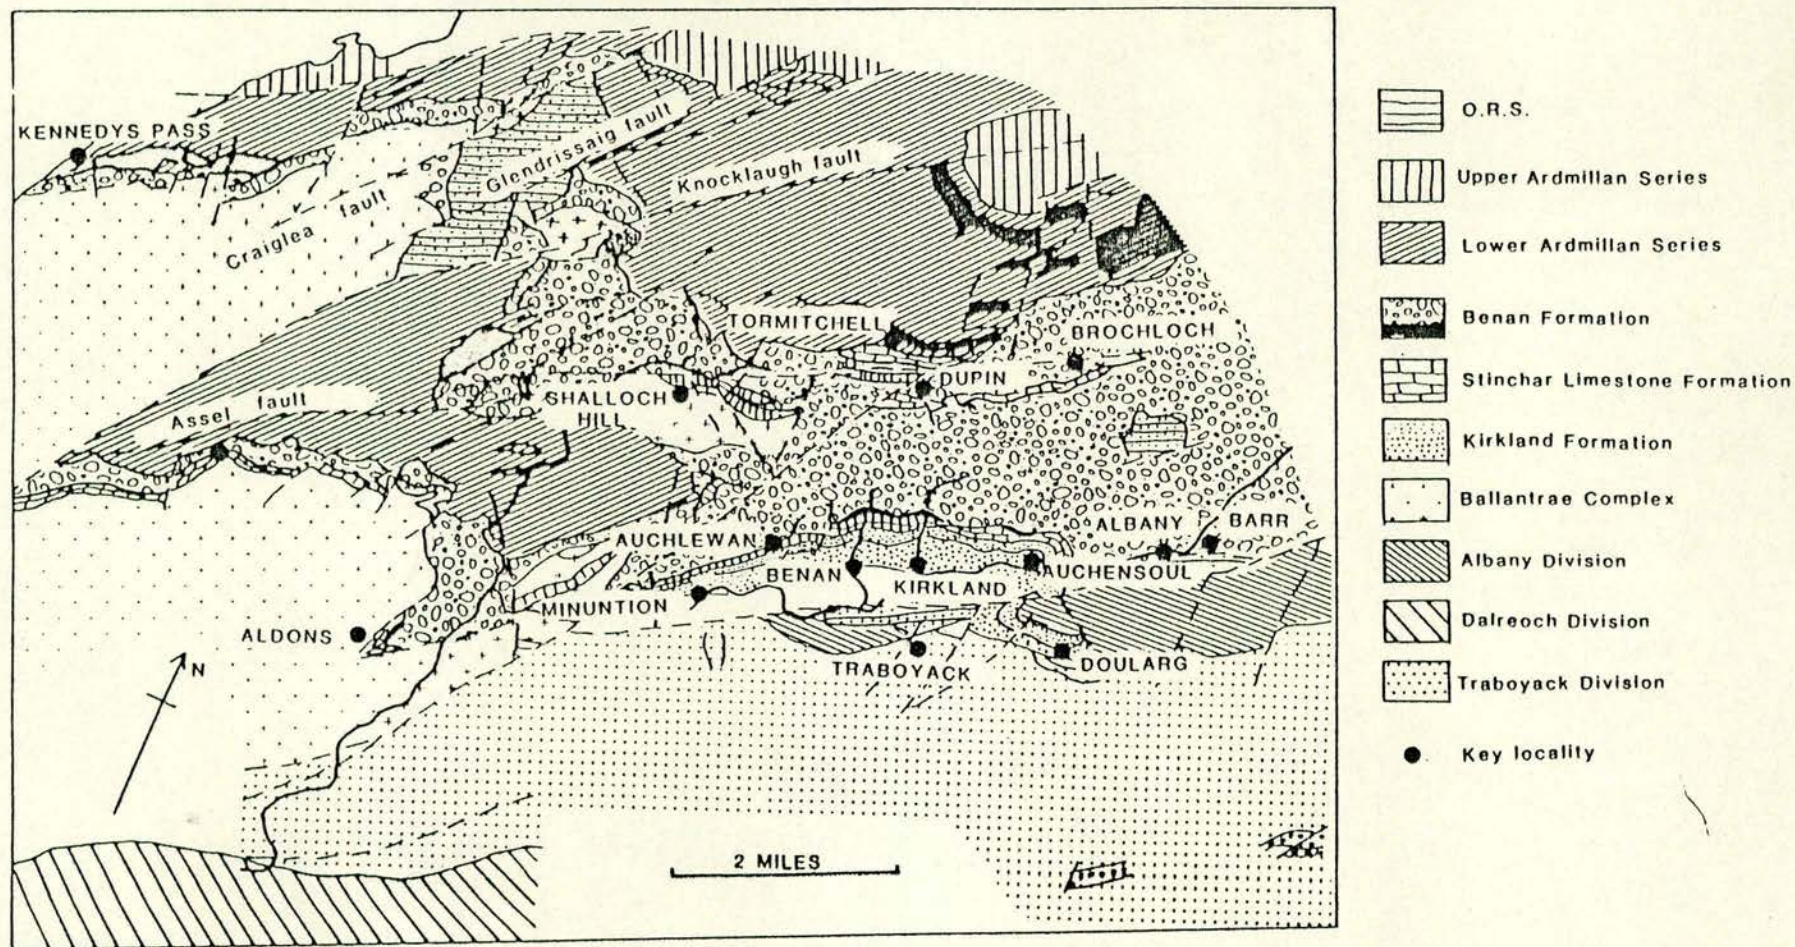 KENNEDYS PASS
Glendrissaig fault
Knocklaugh fault
Craiglea fault
TORMITCHELL
BROCHLOCH
DUPIN
SHALLOCH
HILL
Assel fault
ALBANY
BARR
AUCHLEWAN
BENAN
KIRKLAND
AUCHENSOUL
MINUNTION
ALDONS
TRABOYACK
DOULARG
N
2 MILES
O.R.S.
Upper Ardmillan Series
Lower Ardmillan Series
Benan Formation
Stinchar Limestone Formation
Kirkland Formation
Ballantrae Complex
Albany Division
Dalreoch Division
Traboyack Division
Key locality